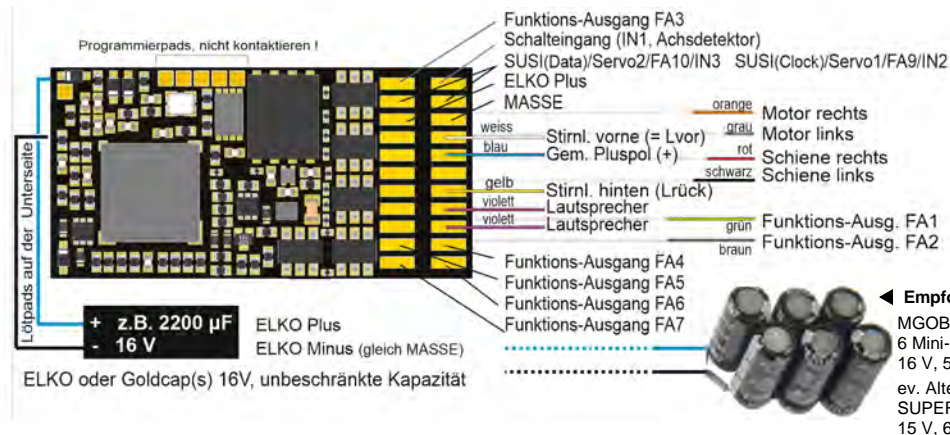 Funktions-Ausgang FA3
Programmierpads, nicht kontaktieren !
Schalteingang (IN1, Achsdetektor)
SUSI(Data)/Servo2/FA10/IN3 SUSI(Clock)/Servo1/FA9/IN2
ELKO Plus
MASSE
orange Motor rechts
weiss Stirnl. vorne (= Lvor)
grau Motor links
blau Gem. Pluspol (+)
rot Schiene rechts
schwarz Schiene links
gelb Stirnl. hinten (Lrück)
violett Lautsprecher
violett Lautsprecher
grün Funktions-Ausg. FA1
braun Funktions-Ausg. FA2
Funktions-Ausgang FA4
Funktions-Ausgang FA5
Funktions-Ausgang FA6
Funktions-Ausgang FA7
Lötpads auf der Unterseite
+ z.B. 2200 µF
- 16 V
ELKO Plus
ELKO Minus (gleich MASSE)
ELKO oder Goldcap(s) 16V, unbeschränkte Kapazität
◀ Empfo
MGOB
6 Mini-
16 V, 5
ev. Alte
SUPER
15 V, 6